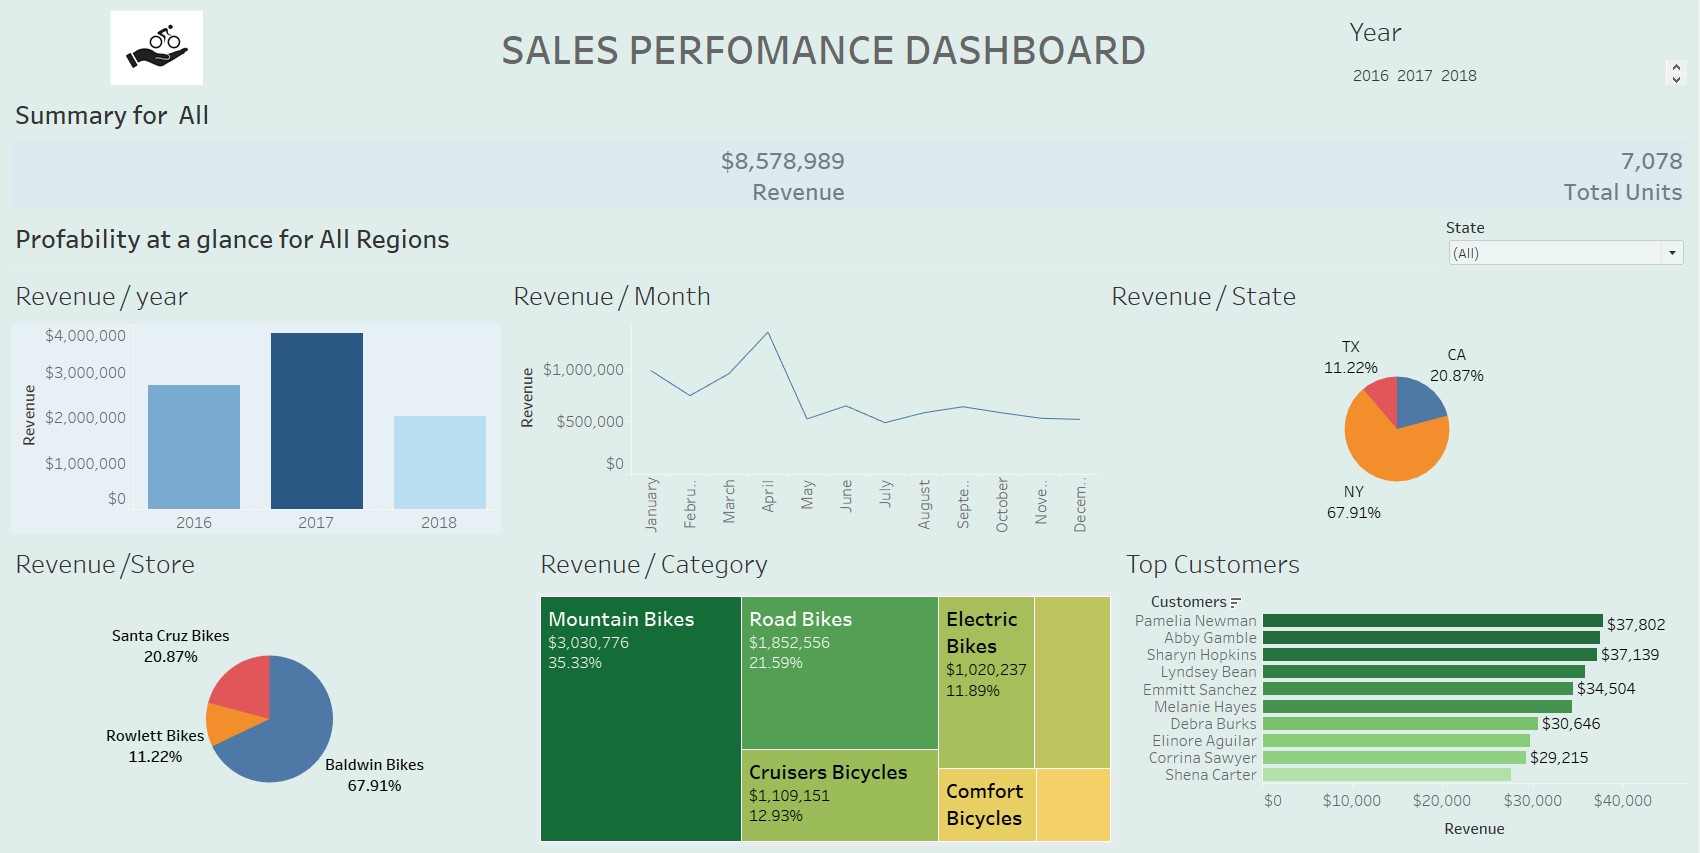 SALES PERFOMANCE DASHBOARD
Year
2016 2017 2018
Summary for All
$8,578,989
Revenue
7,078
Total Units
Profability at a glance for All Regions
State
(All)
Revenue / year
$4,000,000
$3,000,000
$2,000,000
$1,000,000
$0
Revenue
2016
2017
2018
Revenue / Month
Revenue
$1,000,000
$500,000
$0
January
Febru..
March
April
May
June
July
August
Septe..
October
Nove..
Decem..
Revenue / State
TX
11.22%
CA
20.87%
NY
67.91%
Revenue /Store
Santa Cruz Bikes
20.87%
Rowlett Bikes
11.22%
Baldwin Bikes
67.91%
Revenue / Category
Mountain Bikes
$3,030,776
35.33%
Road Bikes
$1,852,556
21.59%
Cruisers Bicycles
$1,109,151
12.93%
Electric
Bikes
$1,020,237
11.89%
Comfort
Bicycles
Top Customers
Customers
Pamelia Newman $37,802
Abby Gamble
Sharyn Hopkins $37,139
Lyndsey Bean
Emmitt Sanchez $34,504
Melanie Hayes
Debra Burks $30,646
Elinore Aguilar
Corrina Sawyer $29,215
Shena Carter
$0 $10,000 $20,000 $30,000 $40,000
Revenue